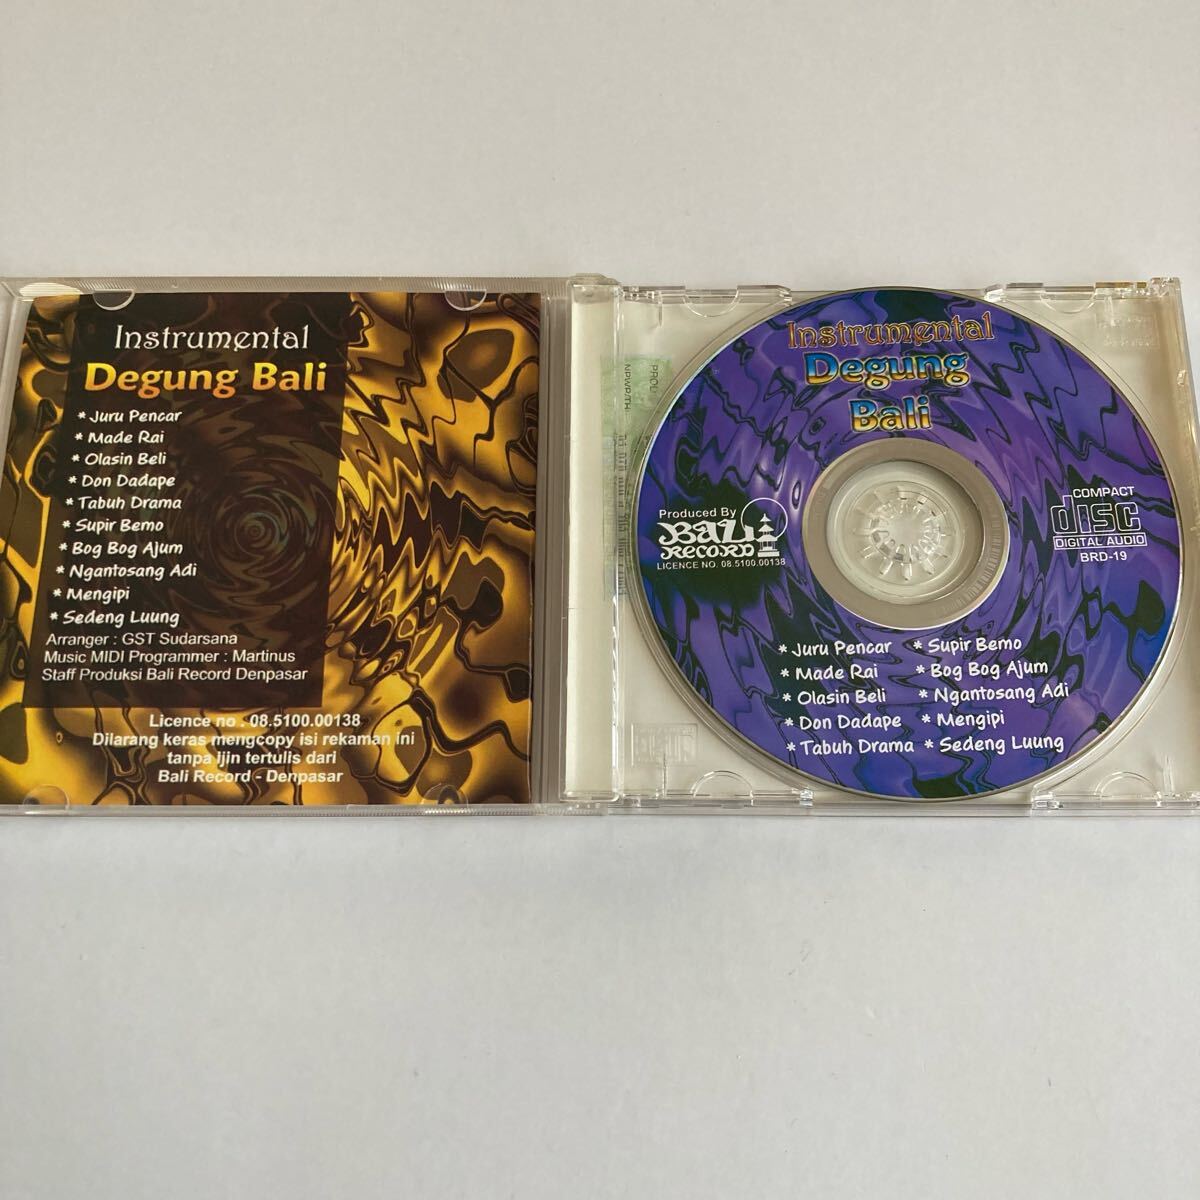 Instrumental
Degung Bali
* Juru Pencar
* Made Rai
* Olasin Beli
* Don Dadape
* Tabuh Drama
* Supir Bemo
* Bog Bog Ajum
* Ngantosang Adi
* Mengipi
* Sedeng Luung
Arranger : GST Sudarsana
Music MIDI Programmer : Martinus
Staff Produksi Bali Record Denpasar
Licence no . 08.5100.00138
Dilarang keras mengcopy isi rekaman ini
tanpa Ijin tertulis dari
Bali Record - Denpasar
Instrumental
Degung
Bali
Produced By
BALI
RECORD
LICENCE NO. 08.5100.00138
COMPACT
disc
DIGITAL AUDIO
BRD-19
* Juru Pencar * Supir Bemo
* Made Rai * Bog Bog Ajum
* Olasin Beli * Ngantosang Adi
* Don Dadape * Mengipi
* Tabuh Drama * Sedeng Luung